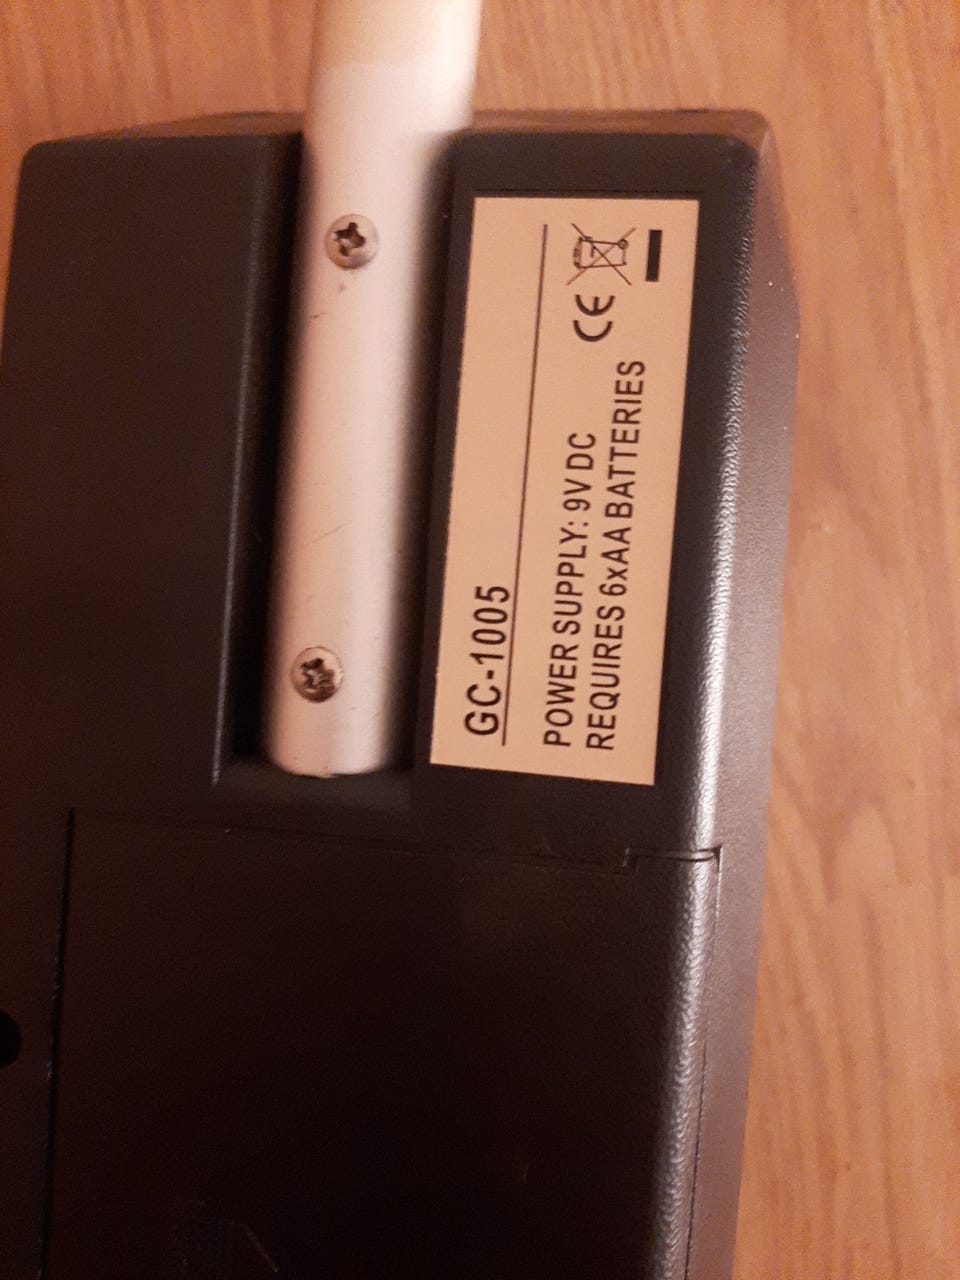 GC-1005
POWER SUPPLY: 9V DC
REQUIRES 6xAA BATTERIES
CE